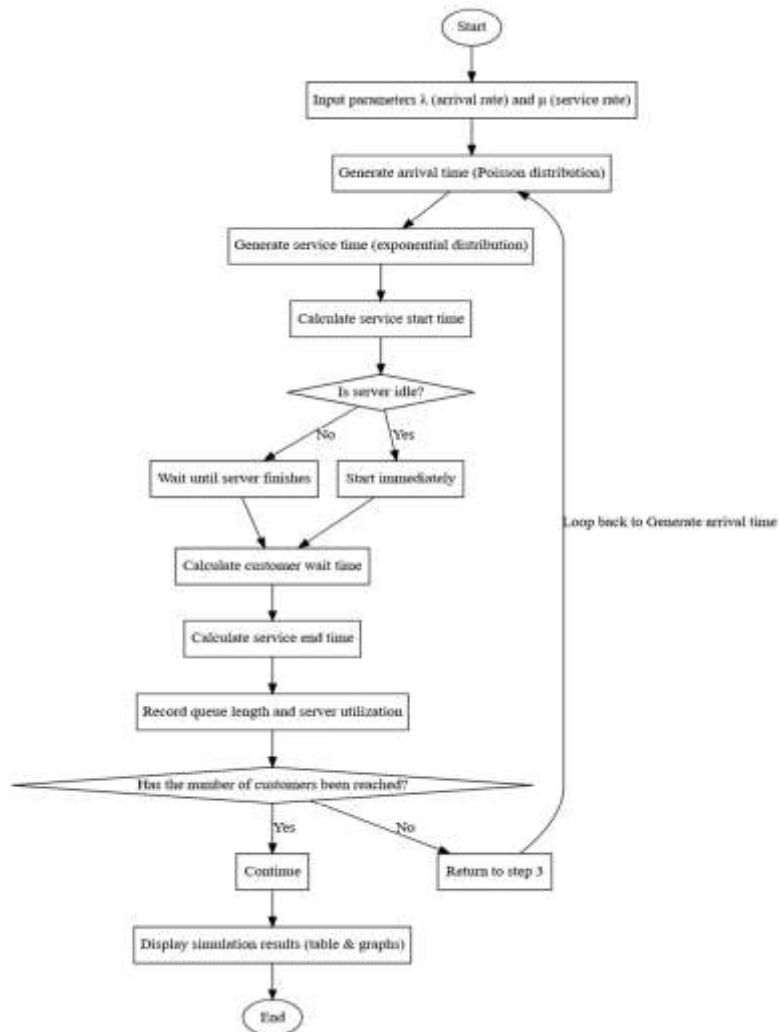 Start
Input parameters λ (arrival rate) and μ (service rate)
Generate arrival time (Poisson distribution)
Generate service time (exponential distribution)
Calculate service start time
Is server idle?
No
Yes
Wait until server finishes
Start immediately
Loop back to Generate arrival time
Calculate customer wait time
Calculate service end time
Record queue length and server utilization
Has the number of customers been reached?
Yes
No
Continue
Return to step 3
Display simulation results (table & graphs)
End